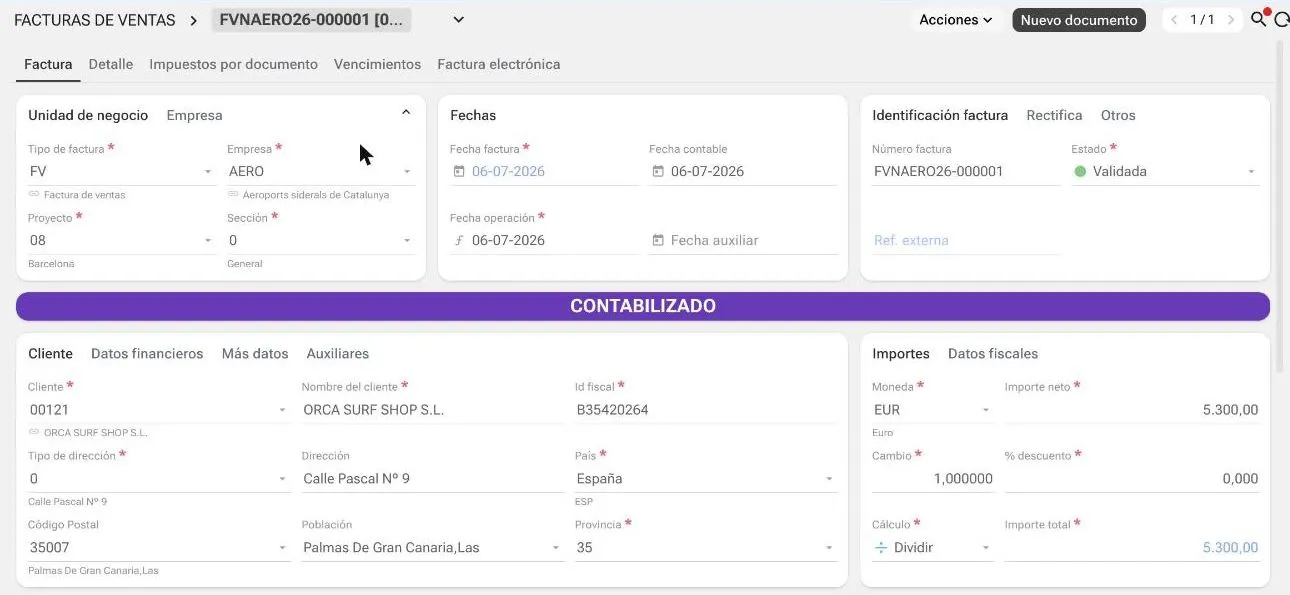 FACTURAS DE VENTAS > FVNAERO26-000001 [0... Acciones Nuevo documento 1 / 1
Factura Detalle Impuestos por documento Vencimientos Factura electrónica
Unidad de negocio Empresa
Tipo de factura * Empresa *
FV AERO
Factura de ventas Aeroports siderals de Catalunya
Proyecto * Sección *
08 0
Barcelona General
Fechas
Fecha factura * Fecha contable
06-07-2026 06-07-2026
Fecha operación *
06-07-2026 Fecha auxiliar
Identificación factura Rectifica Otros
Número factura Estado *
FVNAERO26-000001 Validada
Ref. externa
CONTABILIZADO
Cliente Datos financieros Más datos Auxiliares
Cliente * Nombre del cliente * Id fiscal *
00121 ORCA SURF SHOP S.L. B35420264
ORCA SURF SHOP S.L.
Tipo de dirección * Dirección País *
0 Calle Pascal Nº 9 España
Calle Pascal Nº 9 ESP
Código Postal Población Provincia *
35007 Palmas De Gran Canaria,Las 35
Palmas De Gran Canaria,Las
Importes Datos fiscales
Moneda * Importe neto *
EUR 5.300,00
Euro
Cambio * % descuento *
1,000000 0,000
Cálculo * Importe total *
Dividir 5.300,00